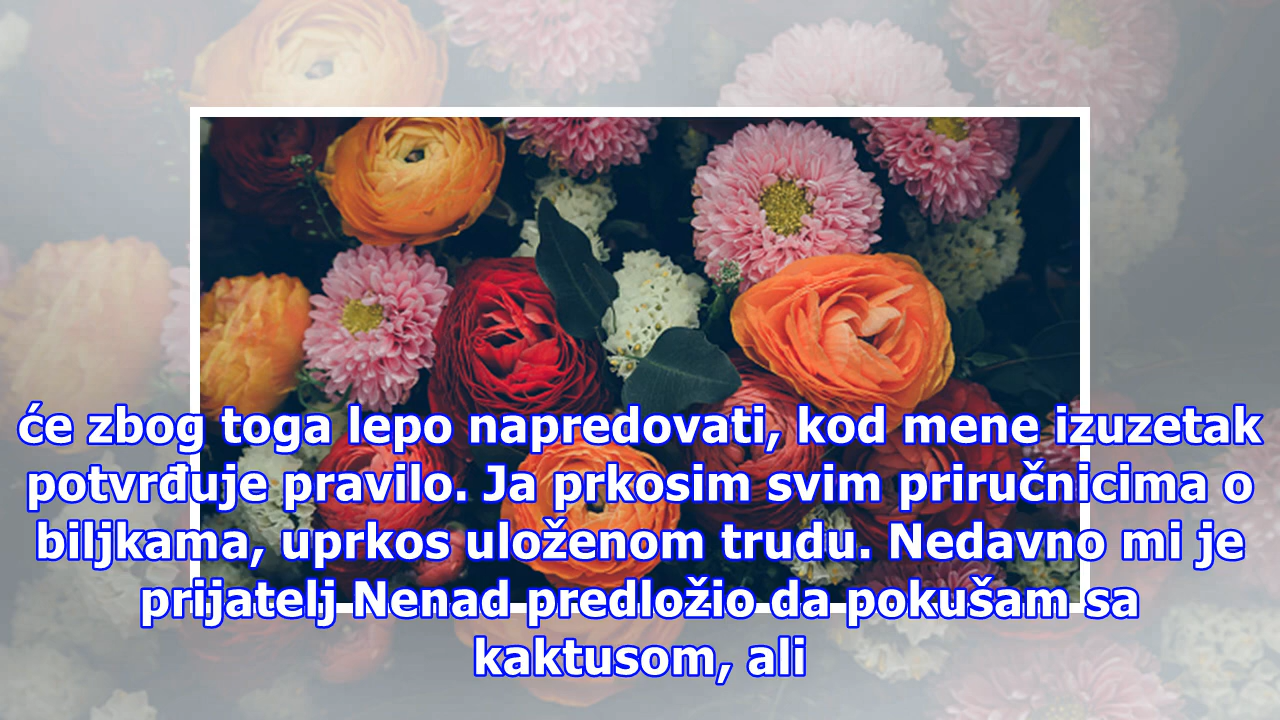 će zbog toga lepo napredovati, kod mene izuzetak
potvrđuje pravilo. Ja prkosim svim priručnicima o
biljkama, uprkos uloženom trudu. Nedavno mi je
prijatelj Nenad predložio da pokušam sa
kaktusom, ali